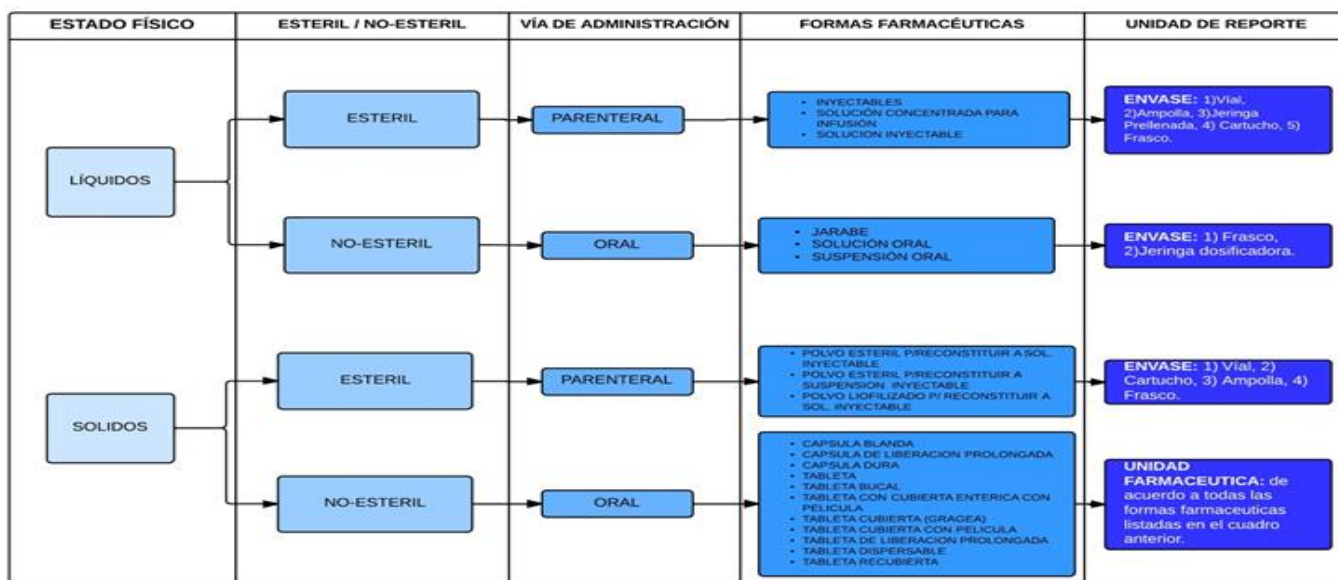 ESTADO FÍSICO
ESTERIL / NO-ESTERIL
VÍA DE ADMINISTRACIÓN
FORMAS FARMACÉUTICAS
UNIDAD DE REPORTE
LÍQUIDOS
ESTERIL
PARENTERAL
• INYECTABLES
• SOLUCIÓN CONCENTRADA PARA
INFUSIÓN
• SOLUCION INYECTABLE
ENVASE: 1)Víal,
2)Ampolla, 3)Jeringa
Prellenada, 4) Cartucho, 5)
Frasco.
NO-ESTERIL
ORAL
• JARABE
• SOLUCIÓN ORAL
• SUSPENSIÓN ORAL
ENVASE: 1) Frasco,
2)Jeringa dosificadora.
SOLIDOS
ESTERIL
PARENTERAL
• POLVO ESTERIL P/RECONSTITUIR A SOL.
INYECTABLE
• POLVO ESTERIL P/RECONSTITUIR A
SUSPENSION INYECTABLE
• POLVO LIOFILIZADO P/ RECONSTITUIR A
SOL. INYECTABLE
ENVASE: 1) Víal, 2)
Cartucho, 3) Ampolla, 4)
Frasco.
NO-ESTERIL
ORAL
• CAPSULA BLANDA
• CAPSULA DE LIBERACION PROLONGADA
• CAPSULA DURA
• TABLETA
• TABLETA BUCAL
• TABLETA CON CUBIERTA ENTERICA CON
PELICULA
• TABLETA CUBIERTA (GRAGEA)
• TABLETA CUBIERTA CON PELICULA
• TABLETA DE LIBERACION PROLONGADA
• TABLETA DISPERSABLE
• TABLETA RECUBIERTA
UNIDAD
FARMACEUTICA: de
acuerdo a todas las
formas farmaceuticas
listadas en el cuadro
anterior.